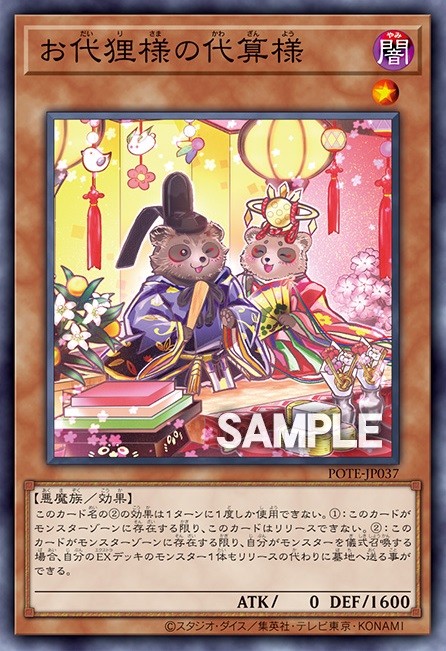 お代狸様の代算様
だいりさまかわざんよう
闇
やみ
SAMPLE
POTE-JP037
【悪魔族／効果】
このカード名の②の効果は1ターンに1度しか使用できない。①：このカードが
モンスターゾーンに存在する限り、このカードはリリースできない。②：このカ
ードがモンスターゾーンに存在する限り、自分がモンスターを儀式召喚する
場合、自分のEXデッキのモンスター1体もリリースの代わりに墓地へ送る事が
できる。
ATK/ 0 DEF/1600
©スタジオ・ダイス／集英社・テレビ東京・KONAMI